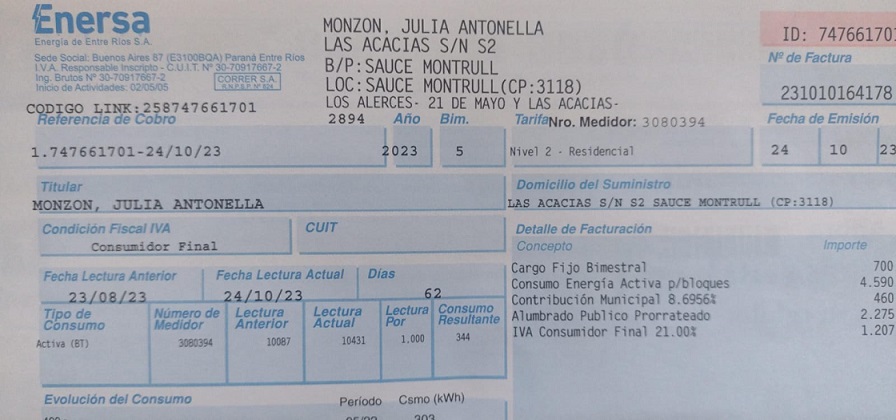 Enersa
Energía de Entre Ríos S.A.
Sede Social: Buenos Aires 87 (E3100BQA) Paraná Entre Ríos
I.V.A. Responsable Inscripto - C.U.I.T. Nº 30-70917667-2
Ing. Brutos Nº 30-70917667-2
Inicio de Actividades: 02/05/05
CORRER S.A.
R.N.P.S.P. Nº 824
CODIGO LINK:258747661701
MONZON, JULIA ANTONELLA
LAS ACACIAS S/N S2
B/P:SAUCE MONTRULL
LOC:SAUCE MONTRULL(CP:3118)
LOS ALERCES- 21 DE MAYO Y LAS ACACIAS-
2894
ID: 747661701
Nº de Factura
231010164178
Referencia de Cobro Año Bim. Tarifa Nro. Medidor: 3080394 Fecha de Emisión
1.747661701-24/10/23 2023 5 Nivel 2 - Residencial 24 10 23
Titular
MONZON, JULIA ANTONELLA
Domicilio del Suministro
LAS ACACIAS S/N S2 SAUCE MONTRULL (CP:3118)
Condición Fiscal IVA CUIT
Consumidor Final
Fecha Lectura Anterior Fecha Lectura Actual Días
23/08/23 24/10/23 62
Tipo de Consumo Número de Medidor Lectura Anterior Lectura Actual Lectura Por Consumo Resultante
Activa (BT) 3080394 10087 10431 1,000 344
Detalle de Facturación
Concepto Importe
Cargo Fijo Bimestral 700
Consumo Energía Activa p/bloques 4.590
Contribución Municipal 8.6956% 460
Alumbrado Publico Prorrateado 2.275
IVA Consumidor Final 21.00% 1.207
Evolución del Consumo Período Csmo (kWh)